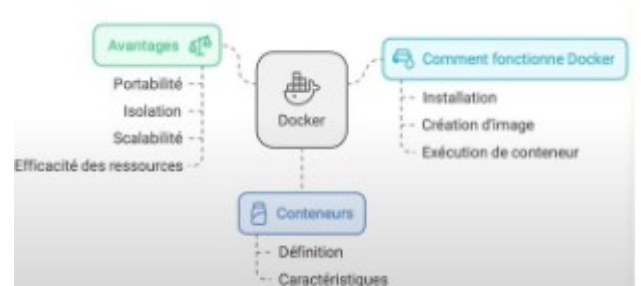 Avantages
Portabilité
Isolation
Scalabilité
Efficacité des ressources
Docker
Comment fonctionne Docker
Installation
Création d'image
Exécution de conteneur
Conteneurs
Définition
Caractéristiques